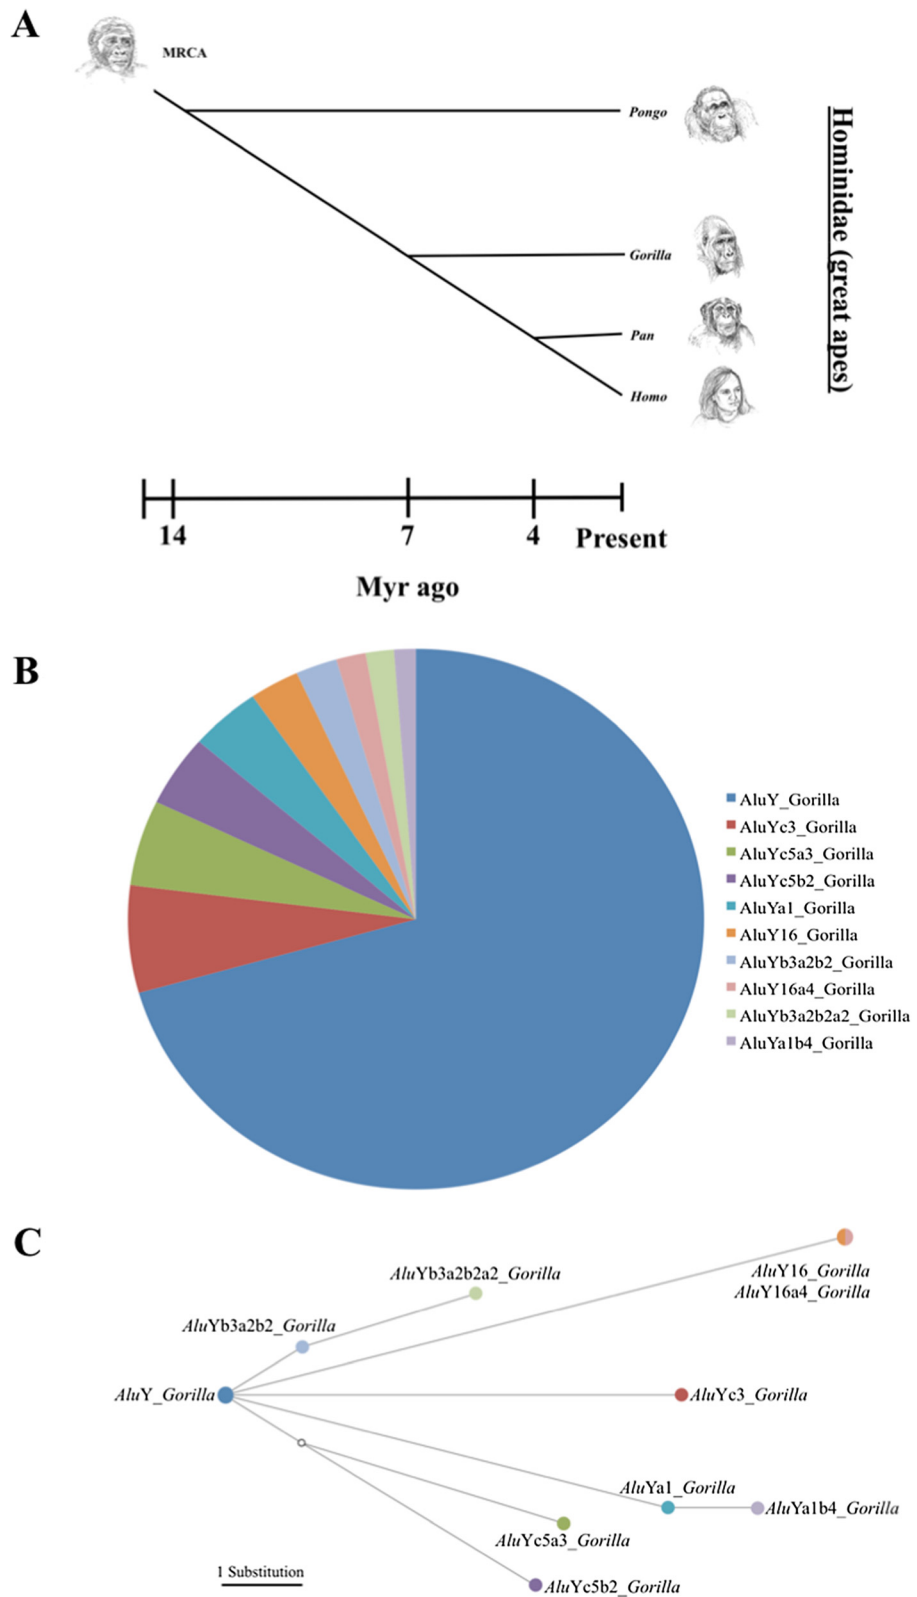 A
MRCA
Pongo
Gorilla
Pan
Homo
Hominidae (great apes)
14
7
4
Present
Myr ago
B
AluY_Gorilla
AluYc3_Gorilla
AluYc5a3_Gorilla
AluYc5b2_Gorilla
AluYa1_Gorilla
AluY16_Gorilla
AluYb3a2b2_Gorilla
AluY16a4_Gorilla
AluYb3a2b2a2_Gorilla
AluYa1b4_Gorilla
C
AluYb3a2b2a2_Gorilla
AluY16_Gorilla
AluY16a4_Gorilla
AluYb3a2b2_Gorilla
AluY_Gorilla
AluYc3_Gorilla
AluYa1_Gorilla
AluYa1b4_Gorilla
AluYc5a3_Gorilla
1 Substitution
AluYc5b2_Gorilla